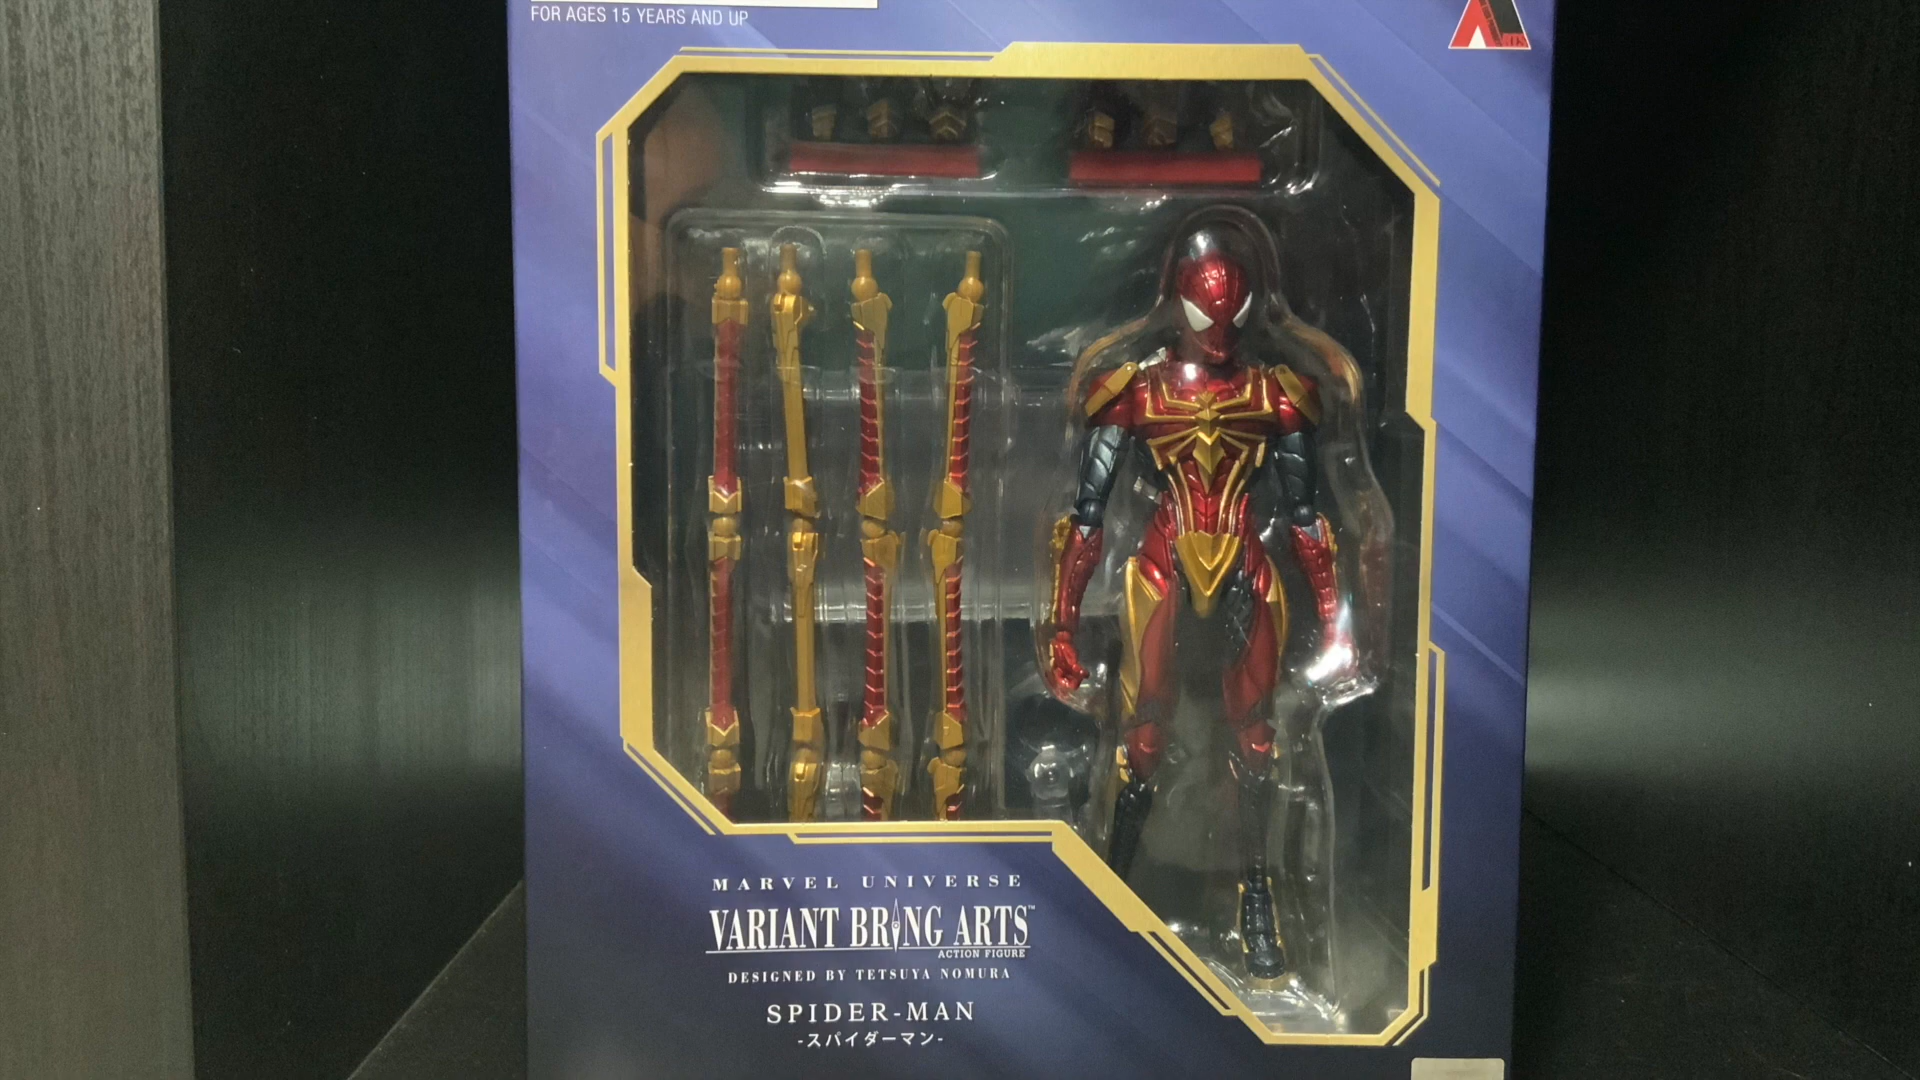 FOR AGES 15 YEARS AND UP
ARTS
MARVEL UNIVERSE
VARIANT BRING ARTS™
ACTION FIGURE
DESIGNED BY TETSUYA NOMURA
SPIDER-MAN
-スパイダーマン-